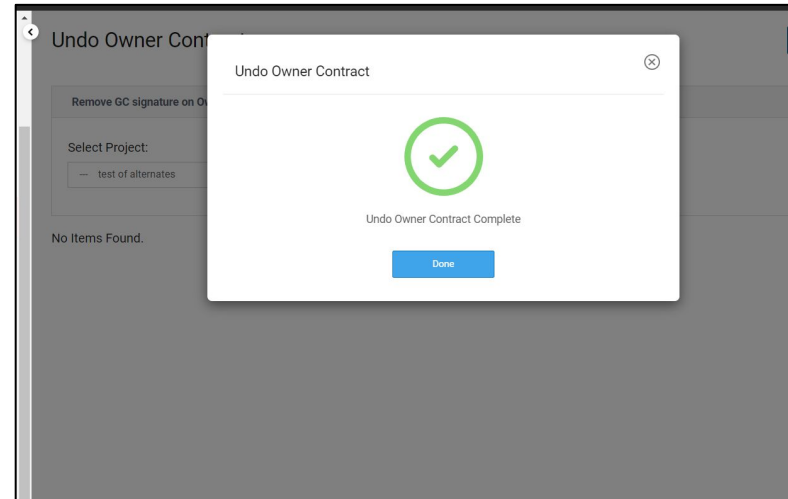 Undo Owner Cont
Undo Owner Contract
Remove GC signature on O
Select Project:
— test of alternates
Undo Owner Contract Complete
No Items Found.
Done